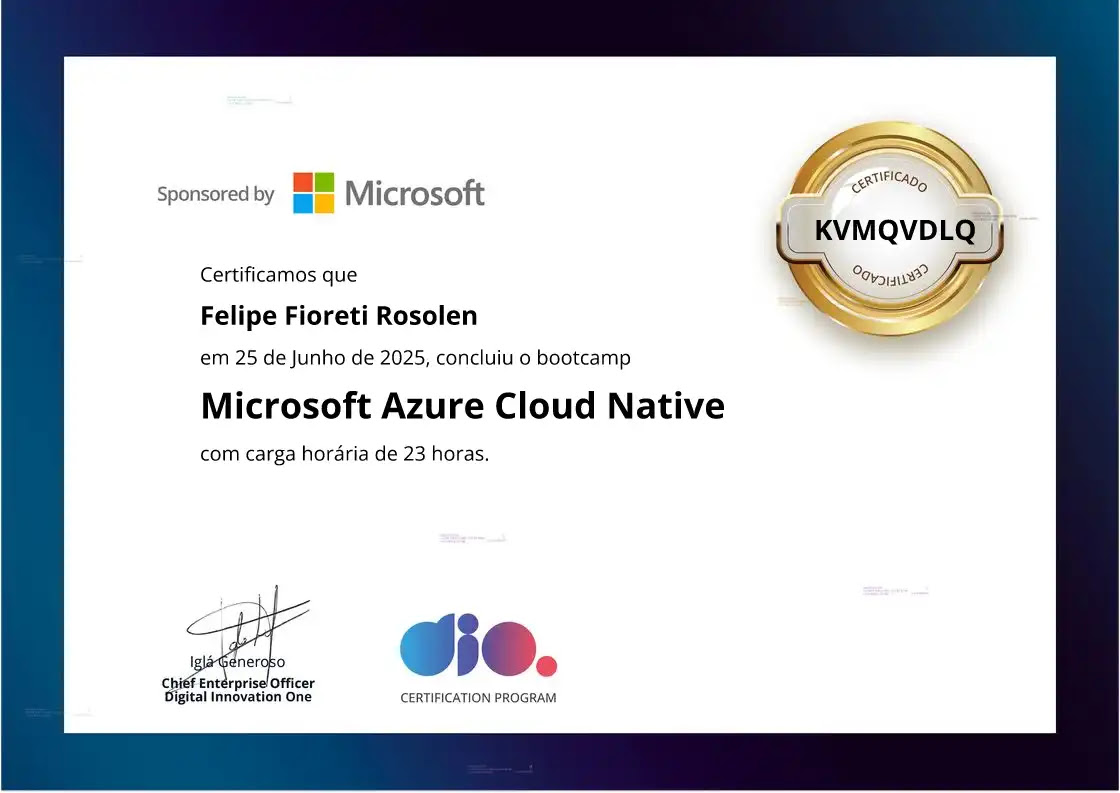 Sponsored by Microsoft
CERTIFICADO
KVMQVDLQ
CERTIFICADO
Certificamos que
Felipe Fioreti Rosolen
em 25 de Junho de 2025, concluiu o bootcamp
Microsoft Azure Cloud Native
com carga horária de 23 horas.
Iglá Generoso
Chief Enterprise Officer
Digital Innovation One
dio.
CERTIFICATION PROGRAM